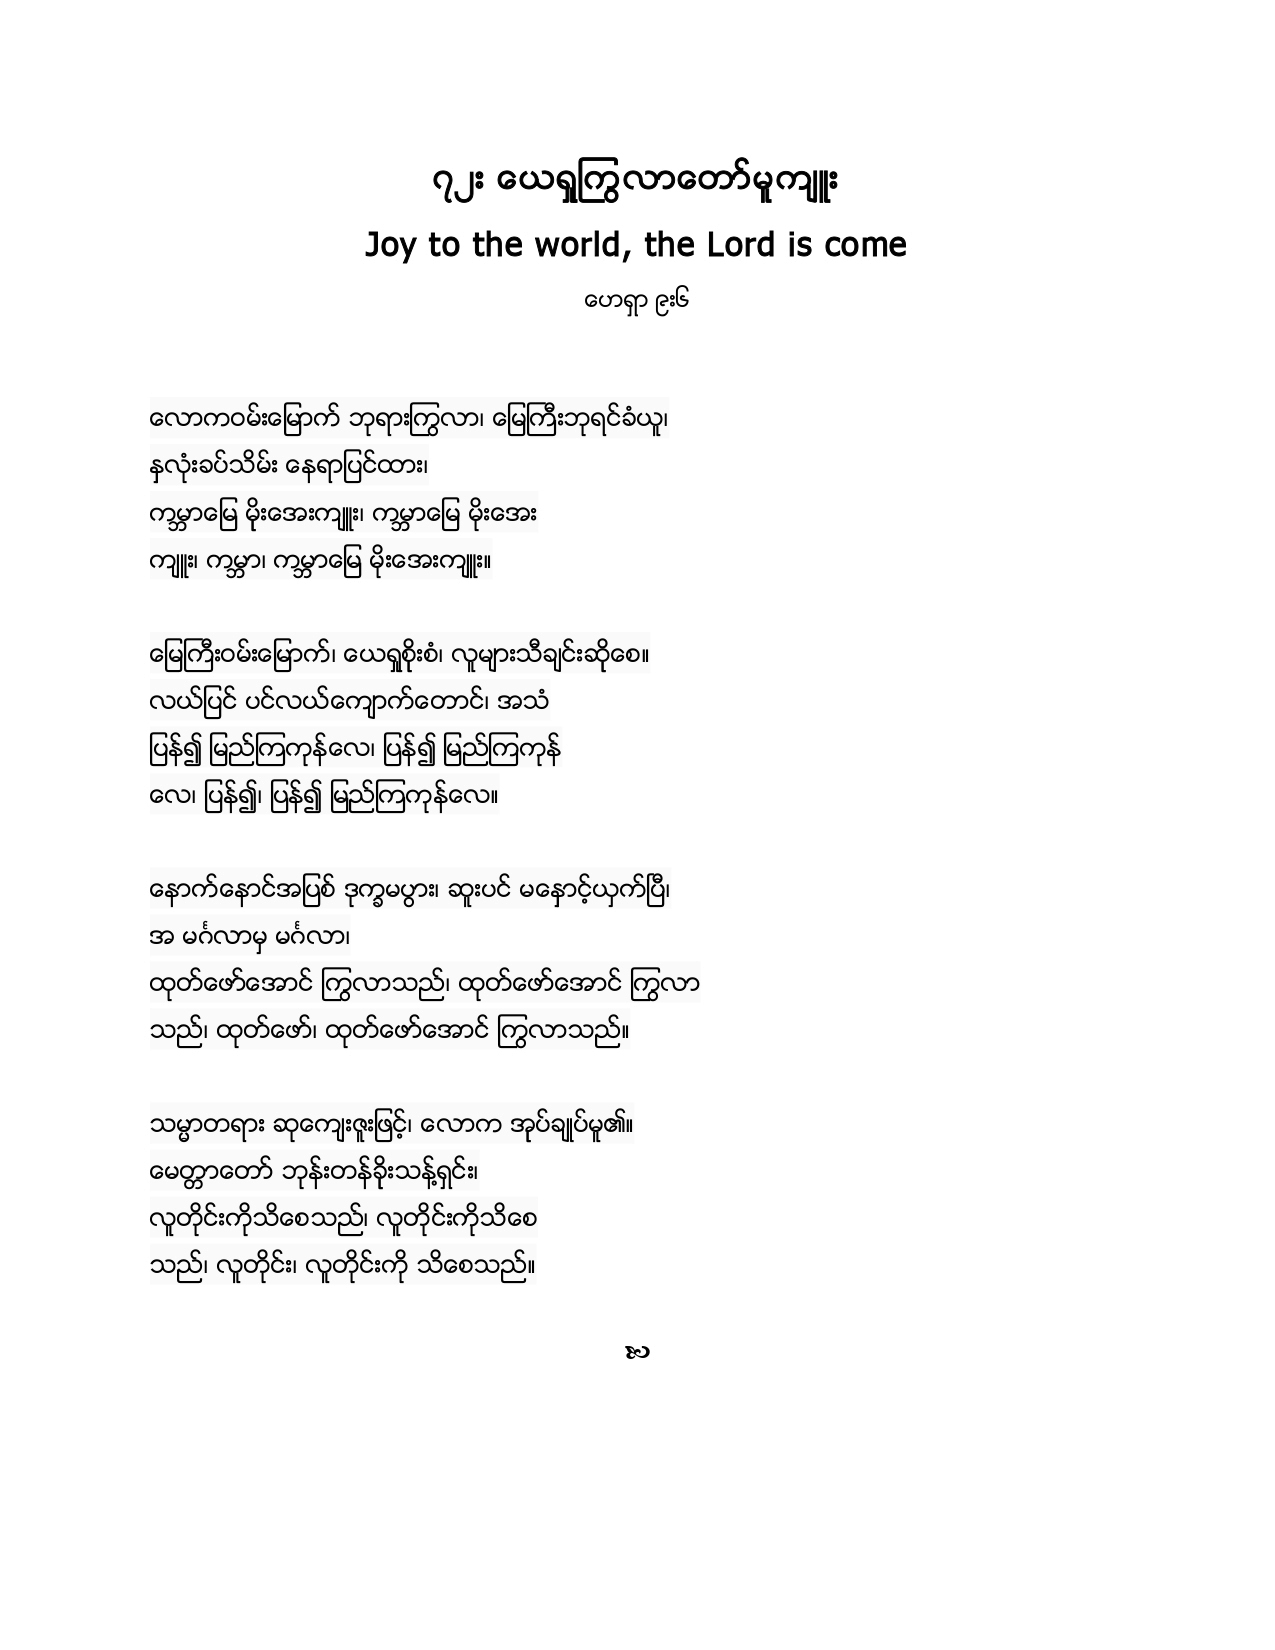 ၇၂း ယေရှုကြွလာတော်မူကျူး
Joy to the world, the Lord is come
ဟေရှာ ၉း၆
လောကဝမ်းမြောက် ဘုရားကြွလာ၊ မြေကြီးဘုရင်ခံယူ၊
နှလုံးခပ်သိမ်း နေရာပြင်ထား၊
ကမ္ဘာမြေ မိုးအေးကျူး၊ ကမ္ဘာမြေ မိုးအေး
ကျူး၊ ကမ္ဘာ၊ ကမ္ဘာမြေ မိုးအေးကျူး။
မြေကြီးဝမ်းမြောက်၊ ယေရှုစိုးစံ၊ လူများသီချင်းဆိုစေ။
လယ်ပြင် ပင်လယ်ကျောက်တောင်၊ အသံ
ပြန်၍ မြည်ကြကုန်လေ၊ ပြန်၍ မြည်ကြကုန်
လေ၊ ပြန်၍၊ ပြန်၍ မြည်ကြကုန်လေ။
နောက်နောင်အပြစ် ဒုက္ခမပွား၊ ဆူးပင် မနှောင့်ယှက်ပြီ၊
အ မင်္ဂလာမှ မင်္ဂလာ၊
ထုတ်ဖော်အောင် ကြွလာသည်၊ ထုတ်ဖော်အောင် ကြွလာ
သည်၊ ထုတ်ဖော်၊ ထုတ်ဖော်အောင် ကြွလာသည်။
သမ္မာတရား ဆုကျေးဇူးဖြင့်၊ လောက အုပ်ချုပ်မူ၏။
မေတ္တာတော် ဘုန်းတန်ခိုးသန့်ရှင်း၊
လူတိုင်းကိုသိစေသည်၊ လူတိုင်းကိုသိစေ
သည်၊ လူတိုင်း၊ လူတိုင်းကို သိစေသည်။